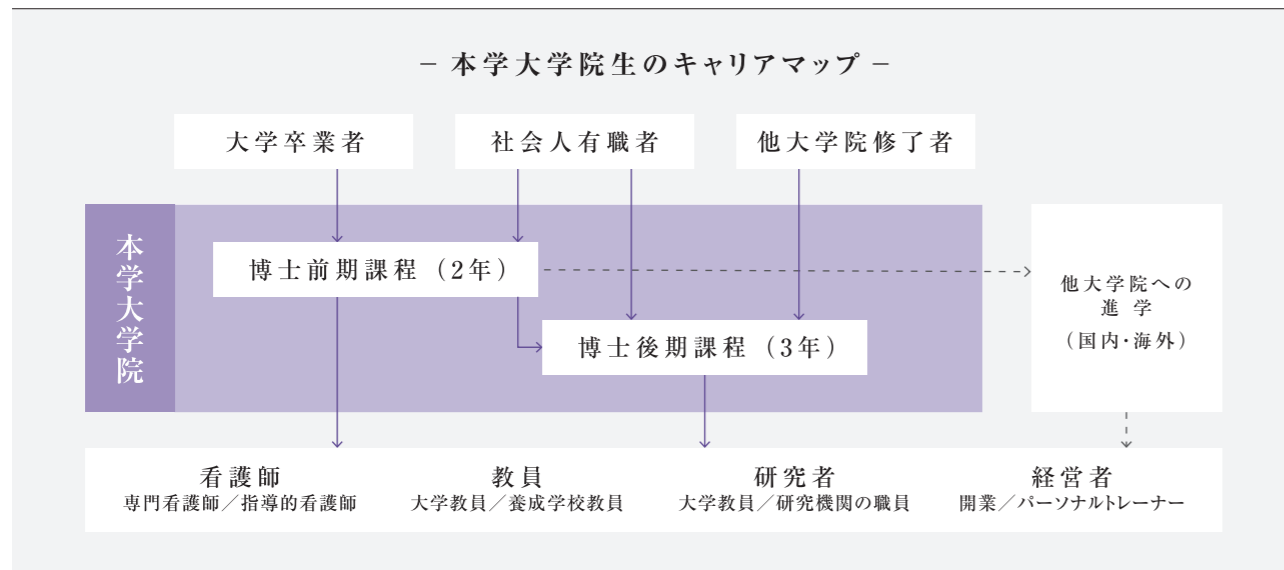 – 本学大学院生のキャリアマップ –
大学卒業者
社会人有職者
他大学院修了者
本学大学院
博士前期課程（2年）
他大学院への
進学
（国内・海外）
博士後期課程（3年）
看護師
専門看護師／指導的看護師
教員
大学教員／養成学校教員
研究者
大学教員／研究機関の職員
経営者
開業／パーソナルトレーナー